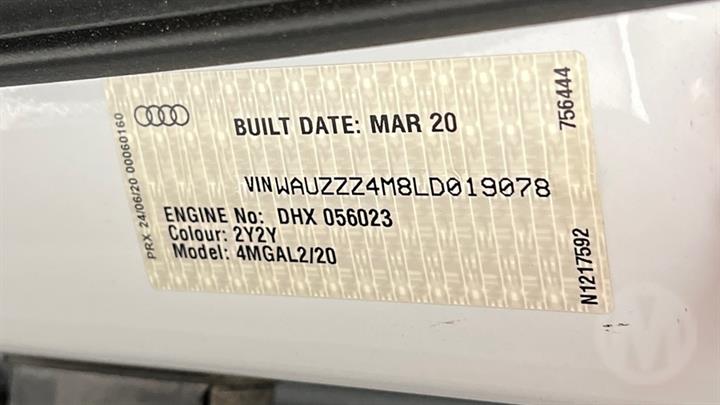 BUILT DATE: MAR 20
VIN WAUZZZ4M8LD019078
ENGINE No: DHX 056023
Colour: 2Y2Y
Model: 4MGAL2/20
PRX 24/06/20 00060160
756444
N1217592